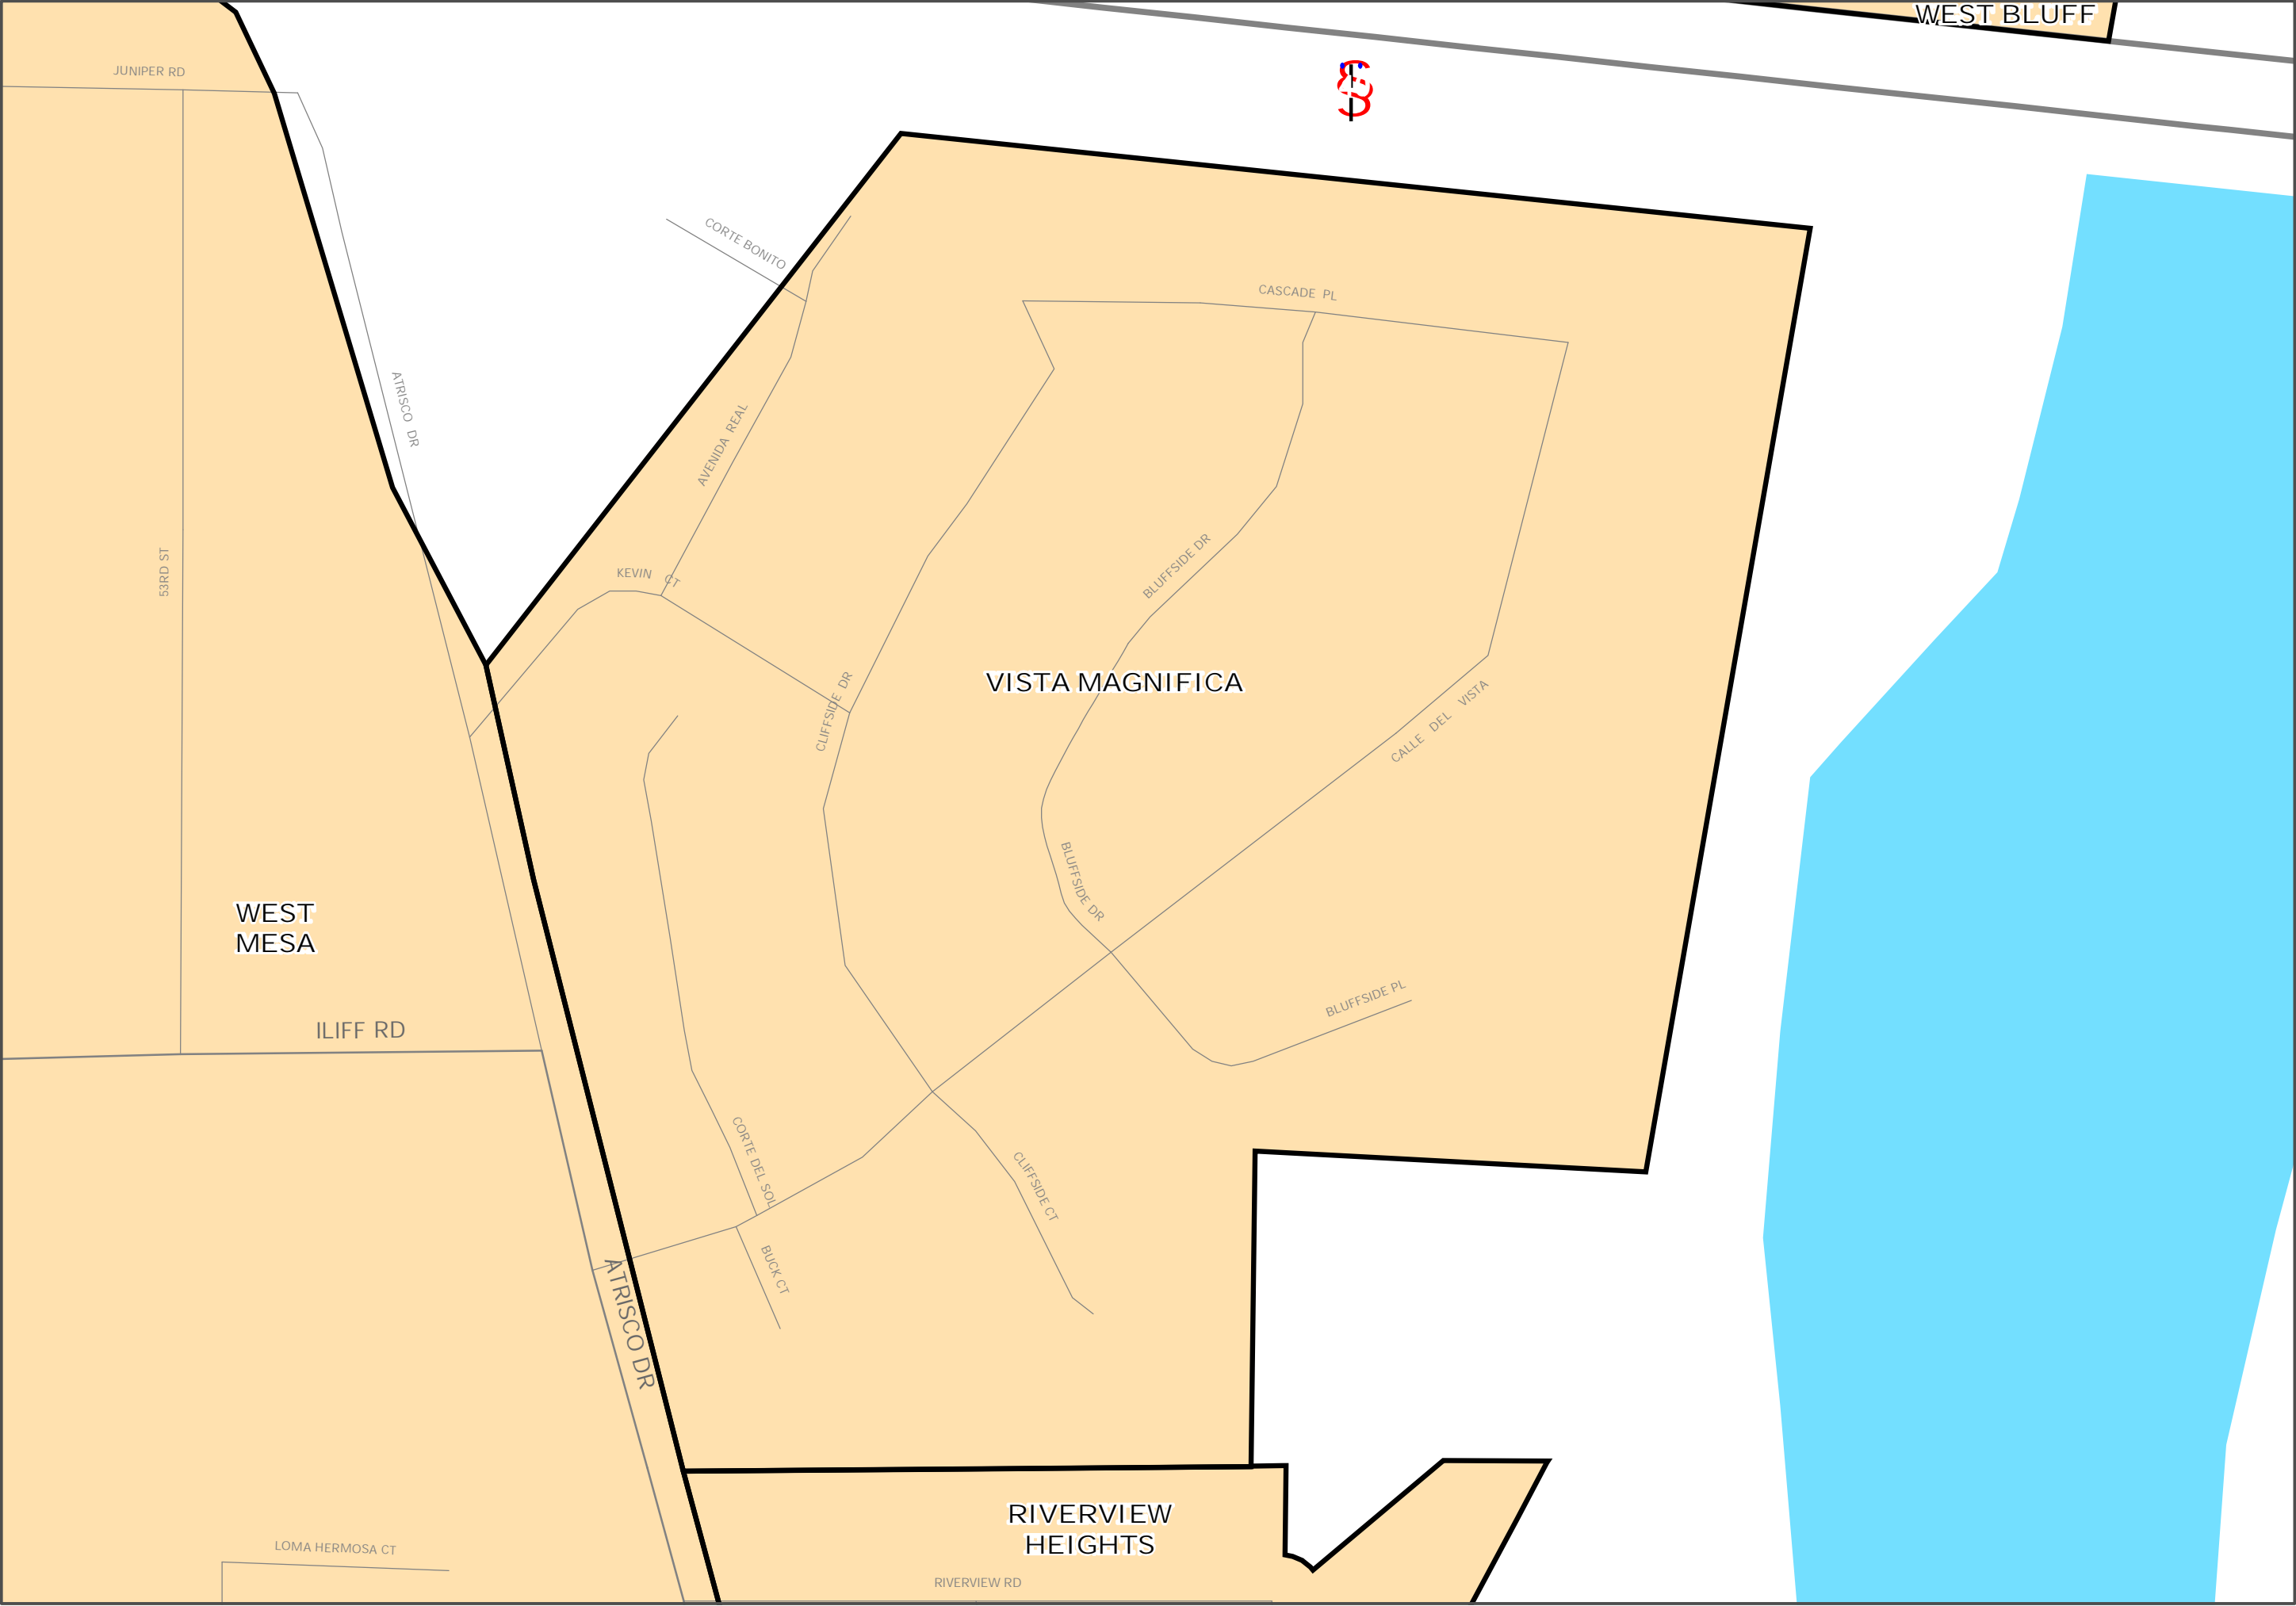 WEST BLUFF
JUNIPER RD
CORTE BONITO
CASCADE PL
ATRISCO DR
AVENIDA REAL
53RD ST
KEVIN CT
BLUFFSIDE DR
CLIFFSIDE DR
VISTA MAGNIFICA
CALLE DEL VISTA
BLUFFSIDE DR
WEST
MESA
BLUFFSIDE PL
ILIFF RD
CORTE DEL SOL
CLIFFSIDE CT
BUCK CT
ATRISCO DR
RIVERVIEW
HEIGHTS
LOMA HERMOSA CT
RIVERVIEW RD